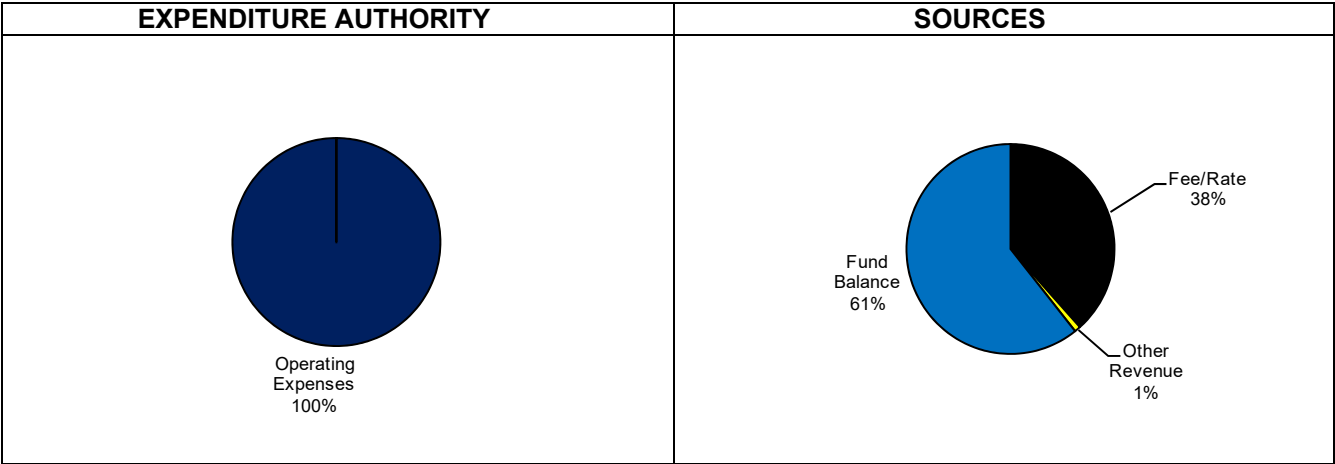 EXPENDITURE AUTHORITY
SOURCES
Operating
Expenses
100%
Fee/Rate
38%
Fund
Balance
61%
Other
Revenue
1%